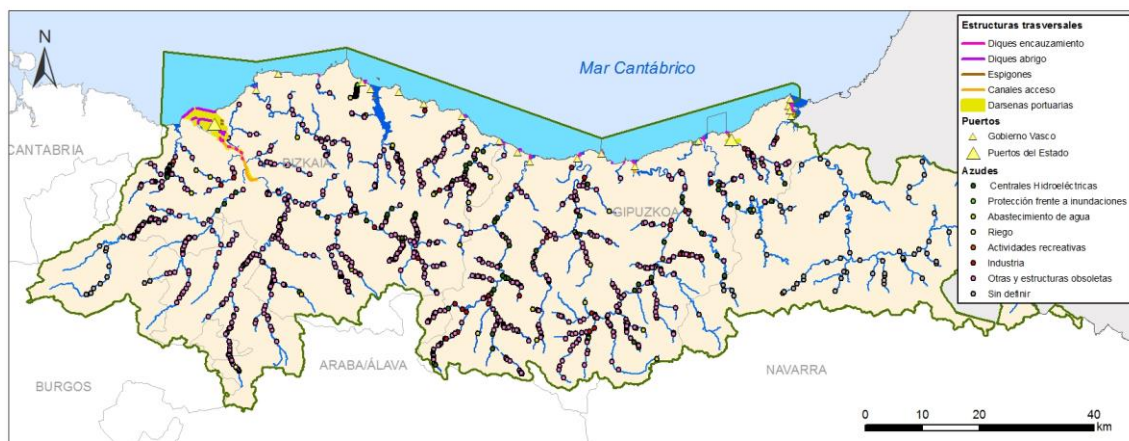 N
Mar Cantábrico
CANTABRIA
BIZKAIA
GIPUZKOA
ARABA/ÁLAVA
NAVARRA
BURGOS
Estructuras trasversales
Diques encauzamiento
Diques abrigo
Espigones
Canales acceso
Darsenas portuarias
Puertos
Gobierno Vasco
Puertos del Estado
Azudes
Centrales Hidroeléctricas
Protección frente a inundaciones
Abastecimiento de agua
Riego
Actividades recreativas
Industria
Otras y estructuras obsoletas
Sin definir
0 10 20 40
km